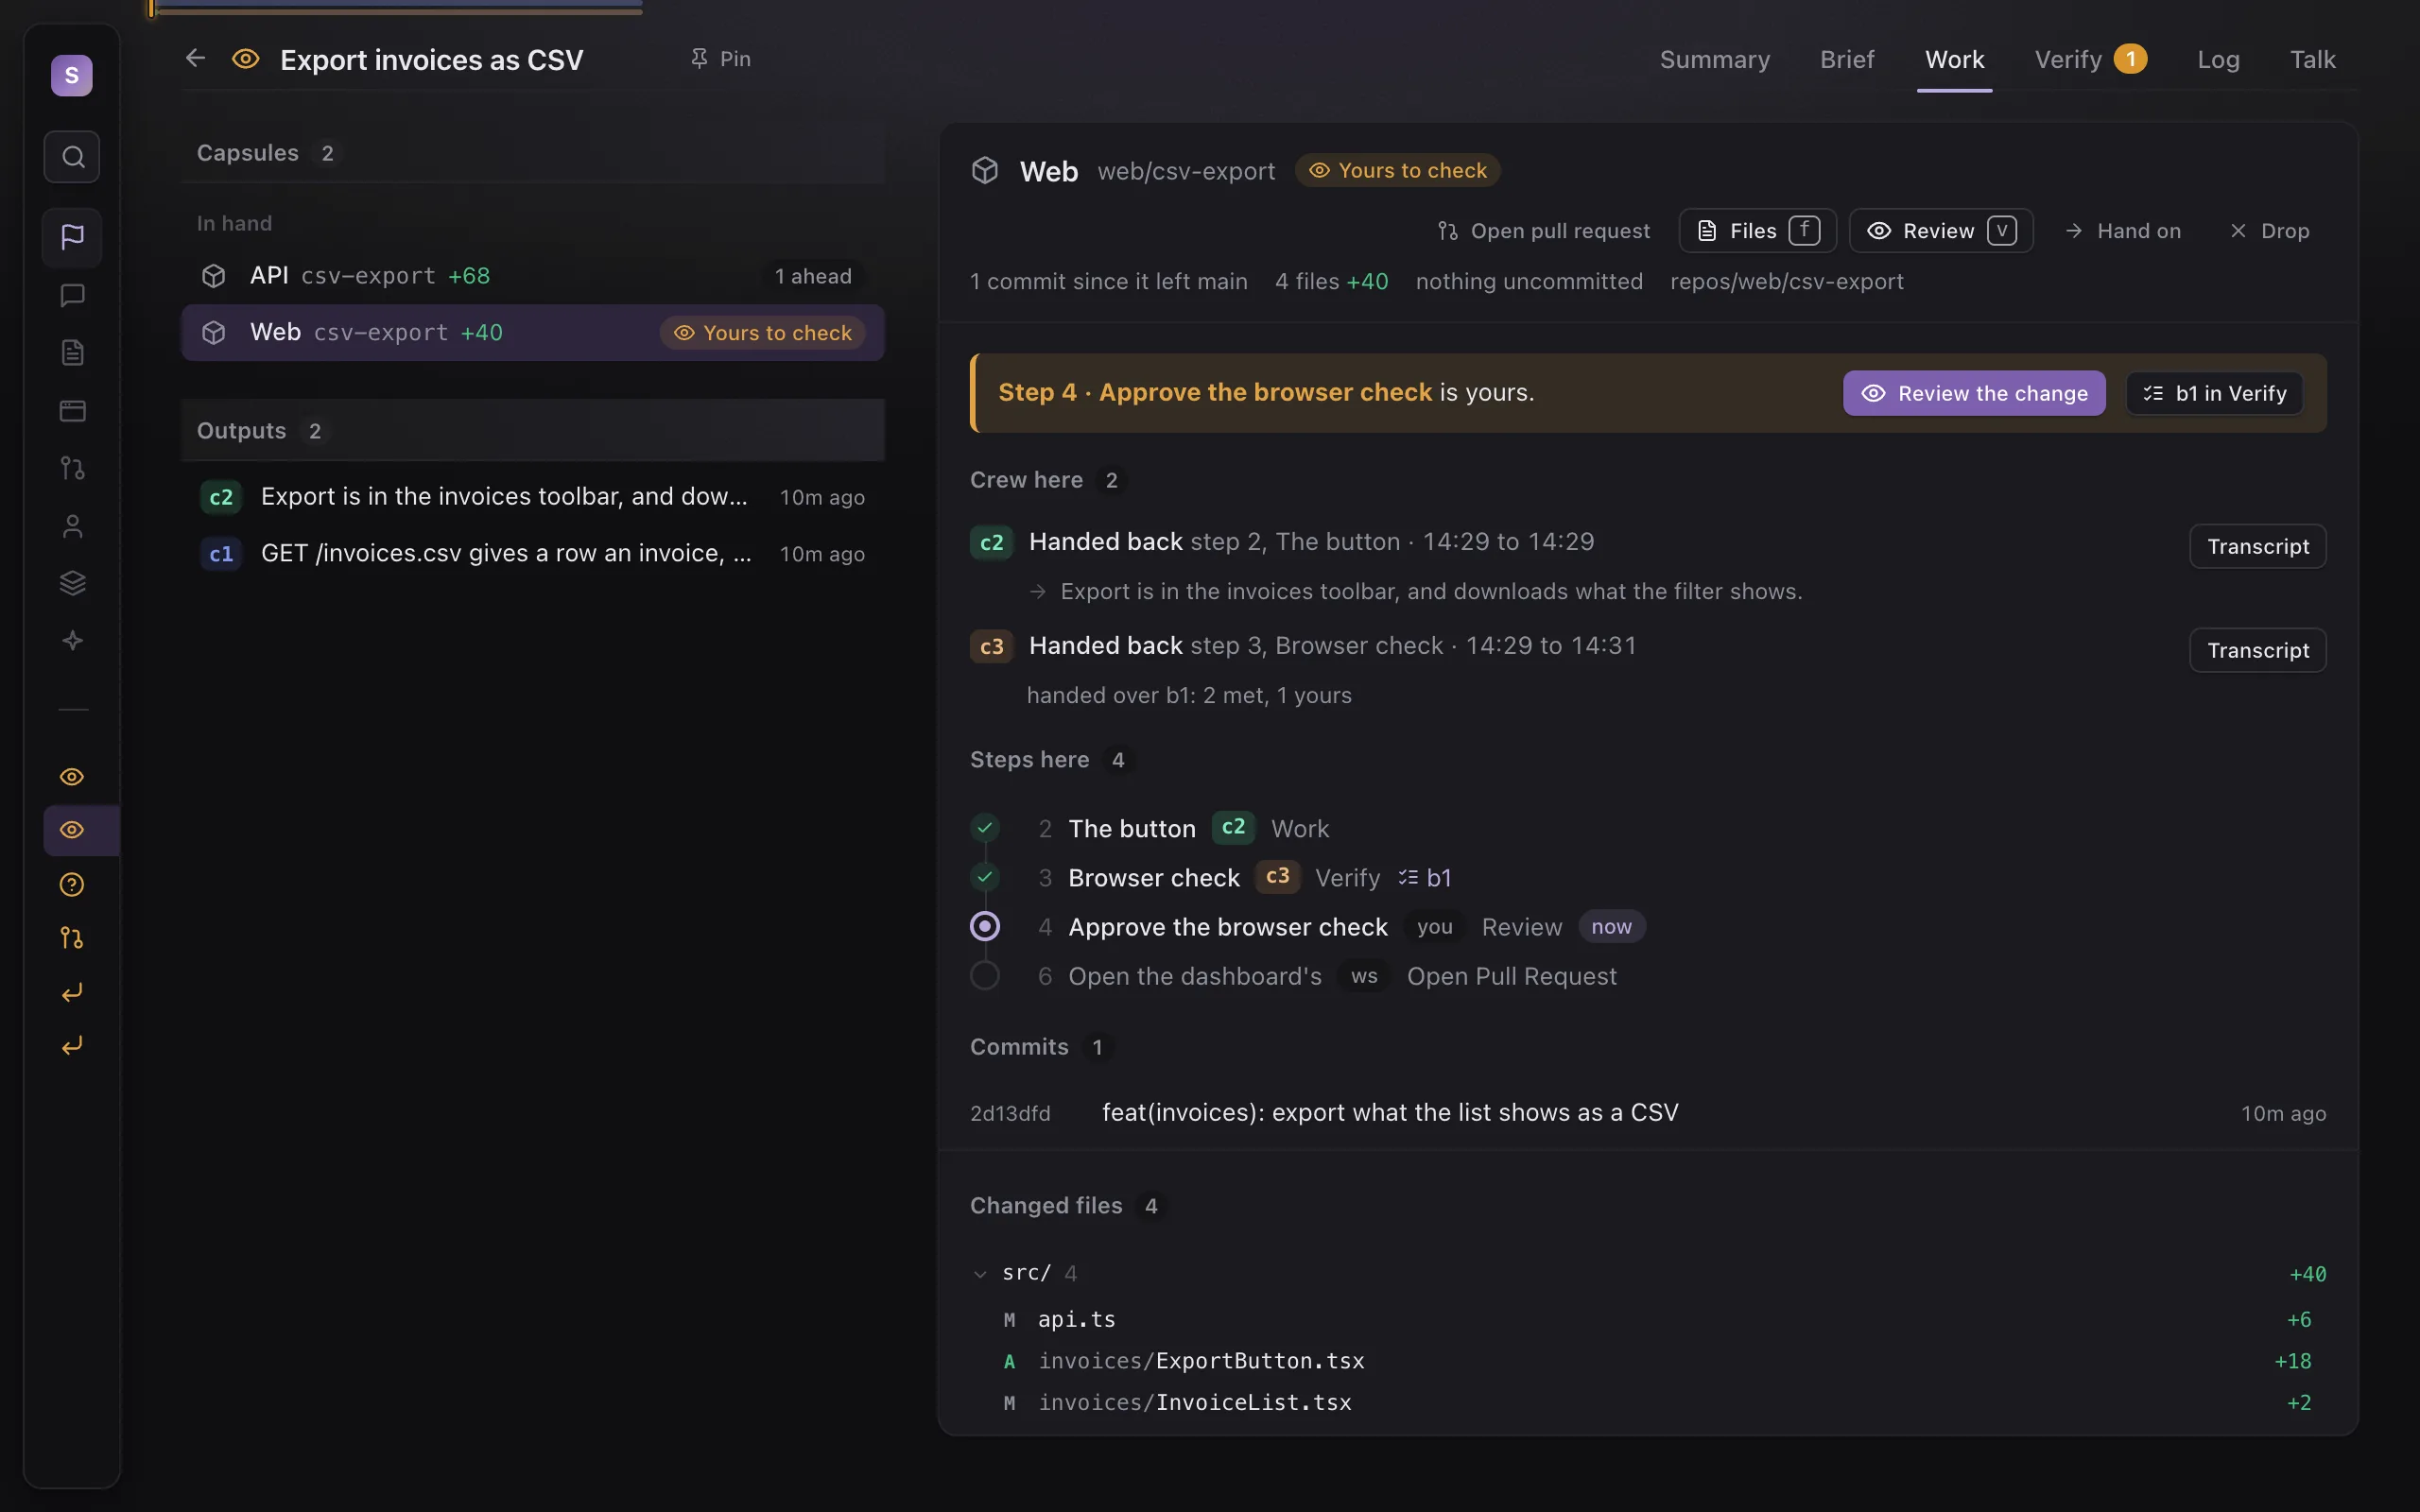 S
Export invoices as CSV
Pin
Summary
Brief
Work
Verify 1
Log
Talk
Capsules 2
In hand
API csv-export +68 1 ahead
Web csv-export +40 Yours to check
Outputs 2
c2 Export is in the invoices toolbar, and dow... 10m ago
c1 GET /invoices.csv gives a row an invoice, ... 10m ago
Web web/csv-export Yours to check
Open pull request
Files f
Review v
Hand on
Drop
1 commit since it left main 4 files +40 nothing uncommitted repos/web/csv-export
Step 4 · Approve the browser check is yours.
Review the change
b1 in Verify
Crew here 2
c2 Handed back step 2, The button · 14:29 to 14:29
Transcript
→ Export is in the invoices toolbar, and downloads what the filter shows.
c3 Handed back step 3, Browser check · 14:29 to 14:31
Transcript
handed over b1: 2 met, 1 yours
Steps here 4
2 The button c2 Work
3 Browser check c3 Verify b1
4 Approve the browser check you Review now
6 Open the dashboard's ws Open Pull Request
Commits 1
2d13dfd feat(invoices): export what the list shows as a CSV 10m ago
Changed files 4
src/ 4 +40
M api.ts +6
A invoices/ExportButton.tsx +18
M invoices/InvoiceList.tsx +2